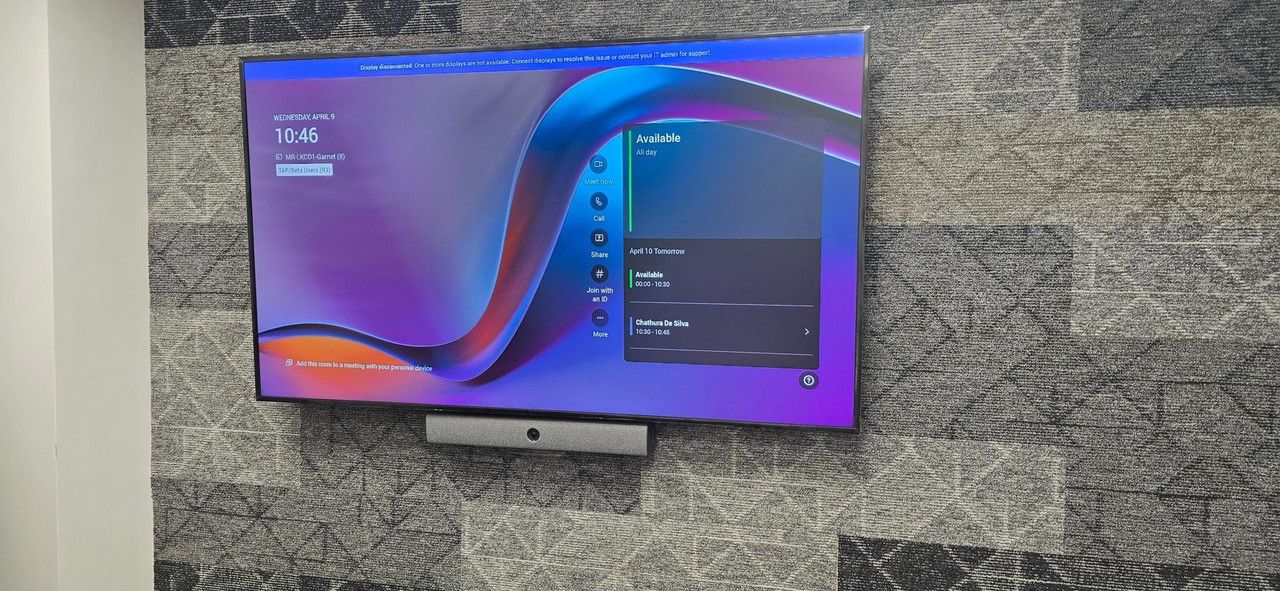 Display disconnected. One or more displays are not available. Connect displays to resolve this issue or contact your IT admin for support.
WEDNESDAY, APRIL 9
10:46
MR-LKC01-Garnet (8)
TAP/Beta Users (R3)
Meet now
Call
Share
Join with
an ID
More
Available
All day
April 10 Tomorrow
Available
00:00 - 10:30
Chathura De Silva
10:30 - 10:45
Add this room to a meeting with your personal device